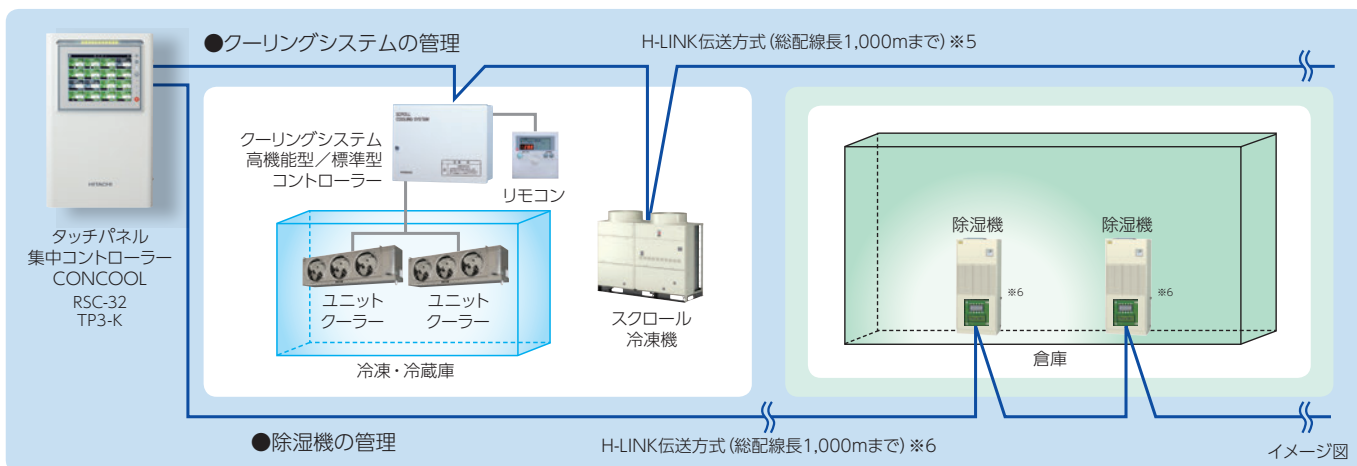 ●クーリングシステムの管理
H-LINK伝送方式(総配線長1,000mまで)※5
HITACHI
タッチパネル
集中コントローラー
CONCOOL
RSC-32
TP3-K
クーリングシステム
高機能型/標準型
コントローラー
リモコン
ユニット
クーラー
ユニット
クーラー
冷凍・冷蔵庫
スクロール
冷凍機
除湿機
※6
除湿機
※6
倉庫
●除湿機の管理
H-LINK伝送方式(総配線長1,000mまで)※6
イメージ図